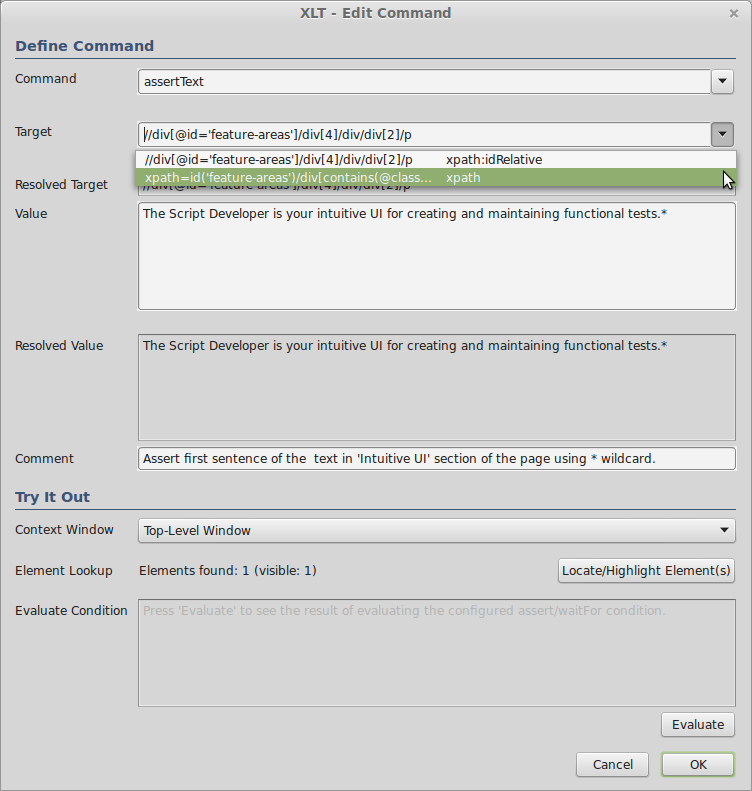 XLT - Edit Command
Define Command
Command assertText
Target //div[@id='feature-areas']/div[4]/div/div[2]/p
//div[@id='feature-areas']/div[4]/div/div[2]/p xpath:idRelative
xpath=id('feature-areas')/div[contains(@class... xpath
Resolved Target //div[@id='feature-areas']/div[4]/div/div[2]/p
Value The Script Developer is your intuitive UI for creating and maintaining functional tests.*
Resolved Value The Script Developer is your intuitive UI for creating and maintaining functional tests.*
Comment Assert first sentence of the  text in 'Intuitive UI' section of the page using * wildcard.
Try It Out
Context Window Top-Level Window
Element Lookup Elements found: 1 (visible: 1) Locate/Highlight Element(s)
Evaluate Condition Press 'Evaluate' to see the result of evaluating the configured assert/waitFor condition.
Evaluate
Cancel OK